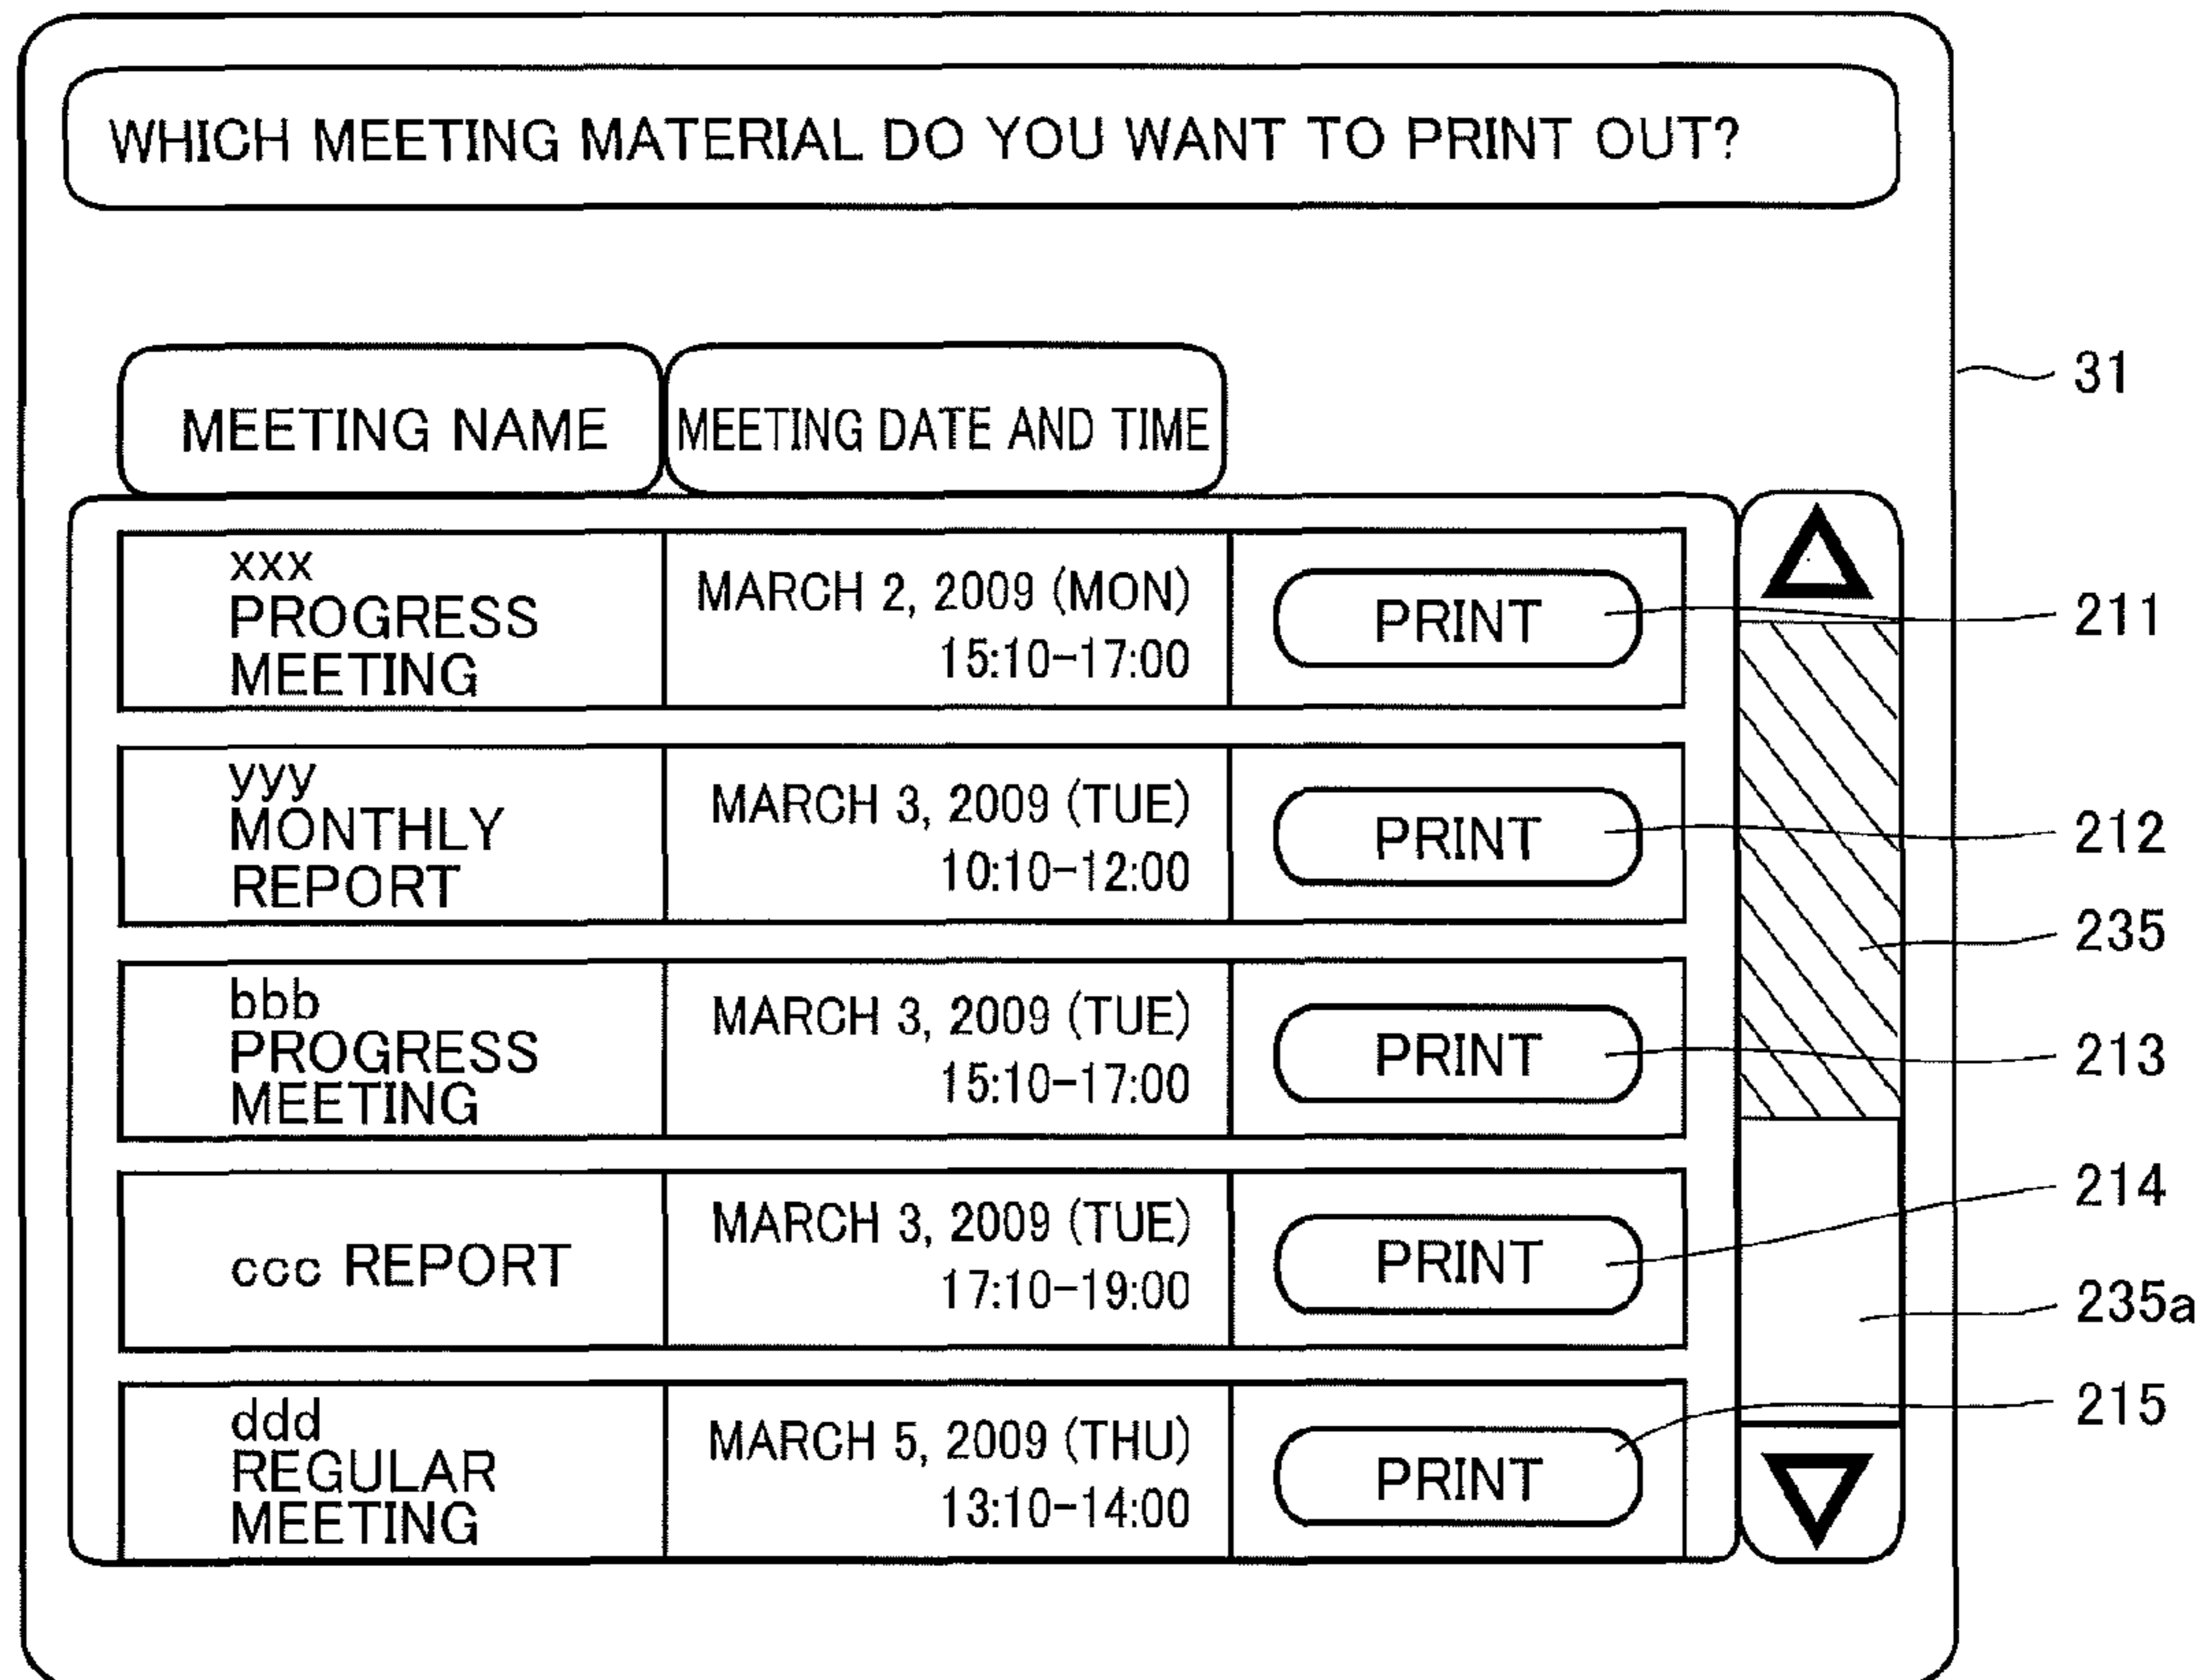 WHICH MEETING MATERIAL DO YOU WANT TO PRINT OUT?
31
MEETING NAME
MEETING DATE AND TIME
xxx
PROGRESS
MEETING
MARCH 2, 2009 (MON)
15:10-17:00
PRINT
211
yyy
MONTHLY
REPORT
MARCH 3, 2009 (TUE)
10:10-12:00
PRINT
212
235
bbb
PROGRESS
MEETING
MARCH 3, 2009 (TUE)
15:10-17:00
PRINT
213
ccc REPORT
MARCH 3, 2009 (TUE)
17:10-19:00
PRINT
214
235a
ddd
REGULAR
MEETING
MARCH 5, 2009 (THU)
13:10-14:00
PRINT
215